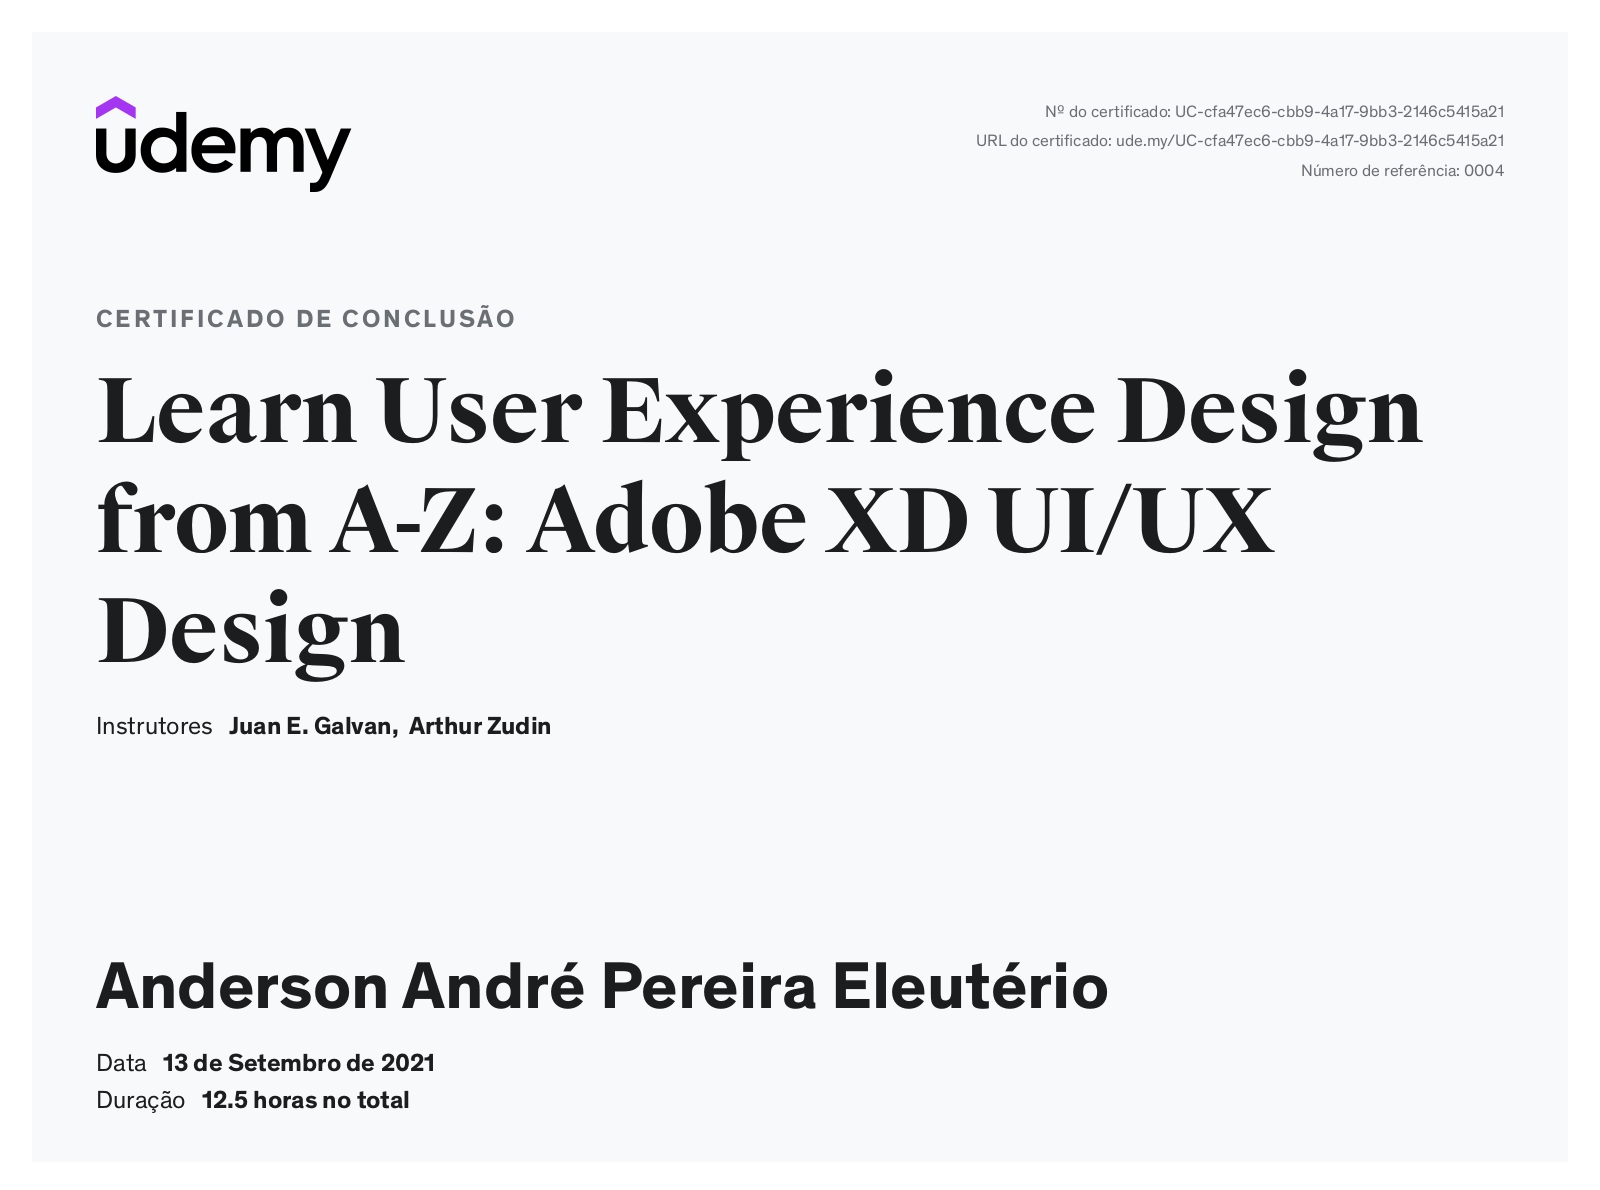 udemy
Nº do certificado: UC-cfa47ec6-cbb9-4a17-9bb3-2146c5415a21
URL do certificado: ude.my/UC-cfa47ec6-cbb9-4a17-9bb3-2146c5415a21
Número de referência: 0004
CERTIFICADO DE CONCLUSÃO
Learn User Experience Design
from A-Z: Adobe XD UI/UX
Design
Instrutores Juan E. Galvan, Arthur Zudin
Anderson André Pereira Eleutério
Data 13 de Setembro de 2021
Duração 12.5 horas no total